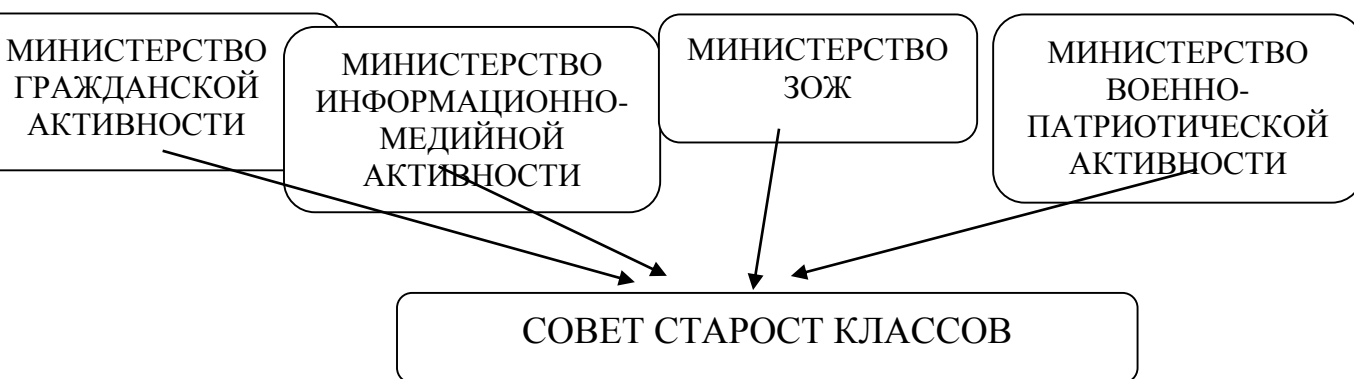 МИНИСТЕРСТВО
ГРАЖДАНСКОЙ
АКТИВНОСТИ
МИНИСТЕРСТВО
ИНФОРМАЦИОННО-
МЕДИЙНОЙ
АКТИВНОСТИ
МИНИСТЕРСТВО
ЗОЖ
МИНИСТЕРСТВО
ВОЕННО-
ПАТРИОТИЧЕСКОЙ
АКТИВНОСТИ
СОВЕТ СТАРОСТ КЛАССОВ